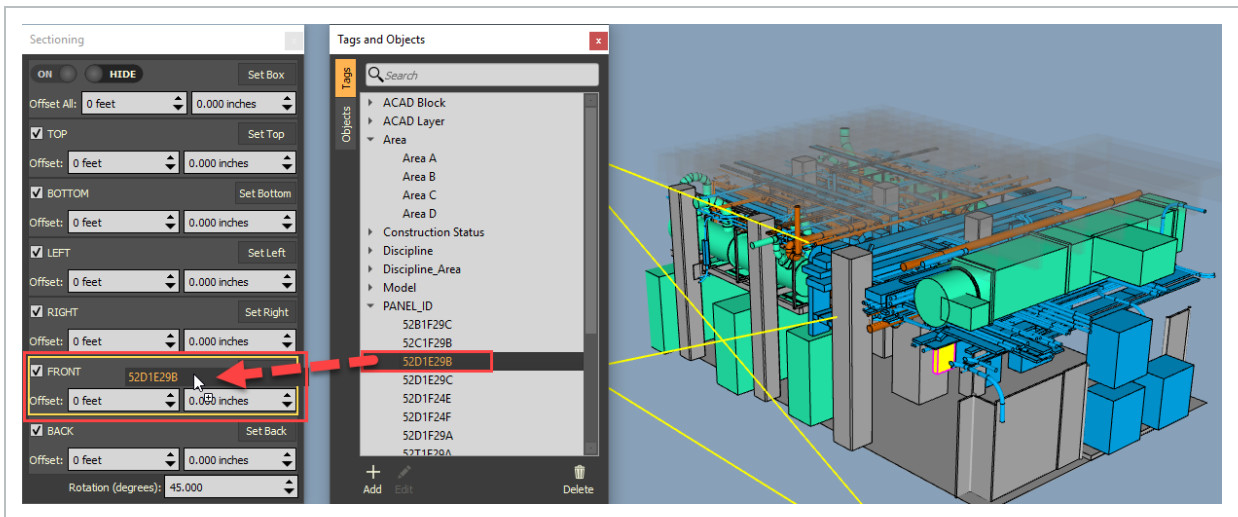 Sectioning
ON HIDE Set Box
Offset All: 0 feet 0.000 inches
TOP Set Top
Offset: 0 feet 0.000 inches
BOTTOM Set Bottom
Offset: 0 feet 0.000 inches
LEFT Set Left
Offset: 0 feet 0.000 inches
RIGHT Set Right
Offset: 0 feet 0.000 inches
FRONT 52D1E29B
Offset: 0 feet 0.000 inches
BACK Set Back
Offset: 0 feet 0.000 inches
Rotation (degrees): 45.000
Tags and Objects x
Tags
Objects
Search
ACAD Block
ACAD Layer
Area
Area A
Area B
Area C
Area D
Construction Status
Discipline
Discipline_Area
Model
PANEL_ID
52B1F29C
52C1F29B
52D1E29B
52D1E29C
52D1F24E
52D1F24F
52D1F29A
52T1F29A
Add Edit Delete